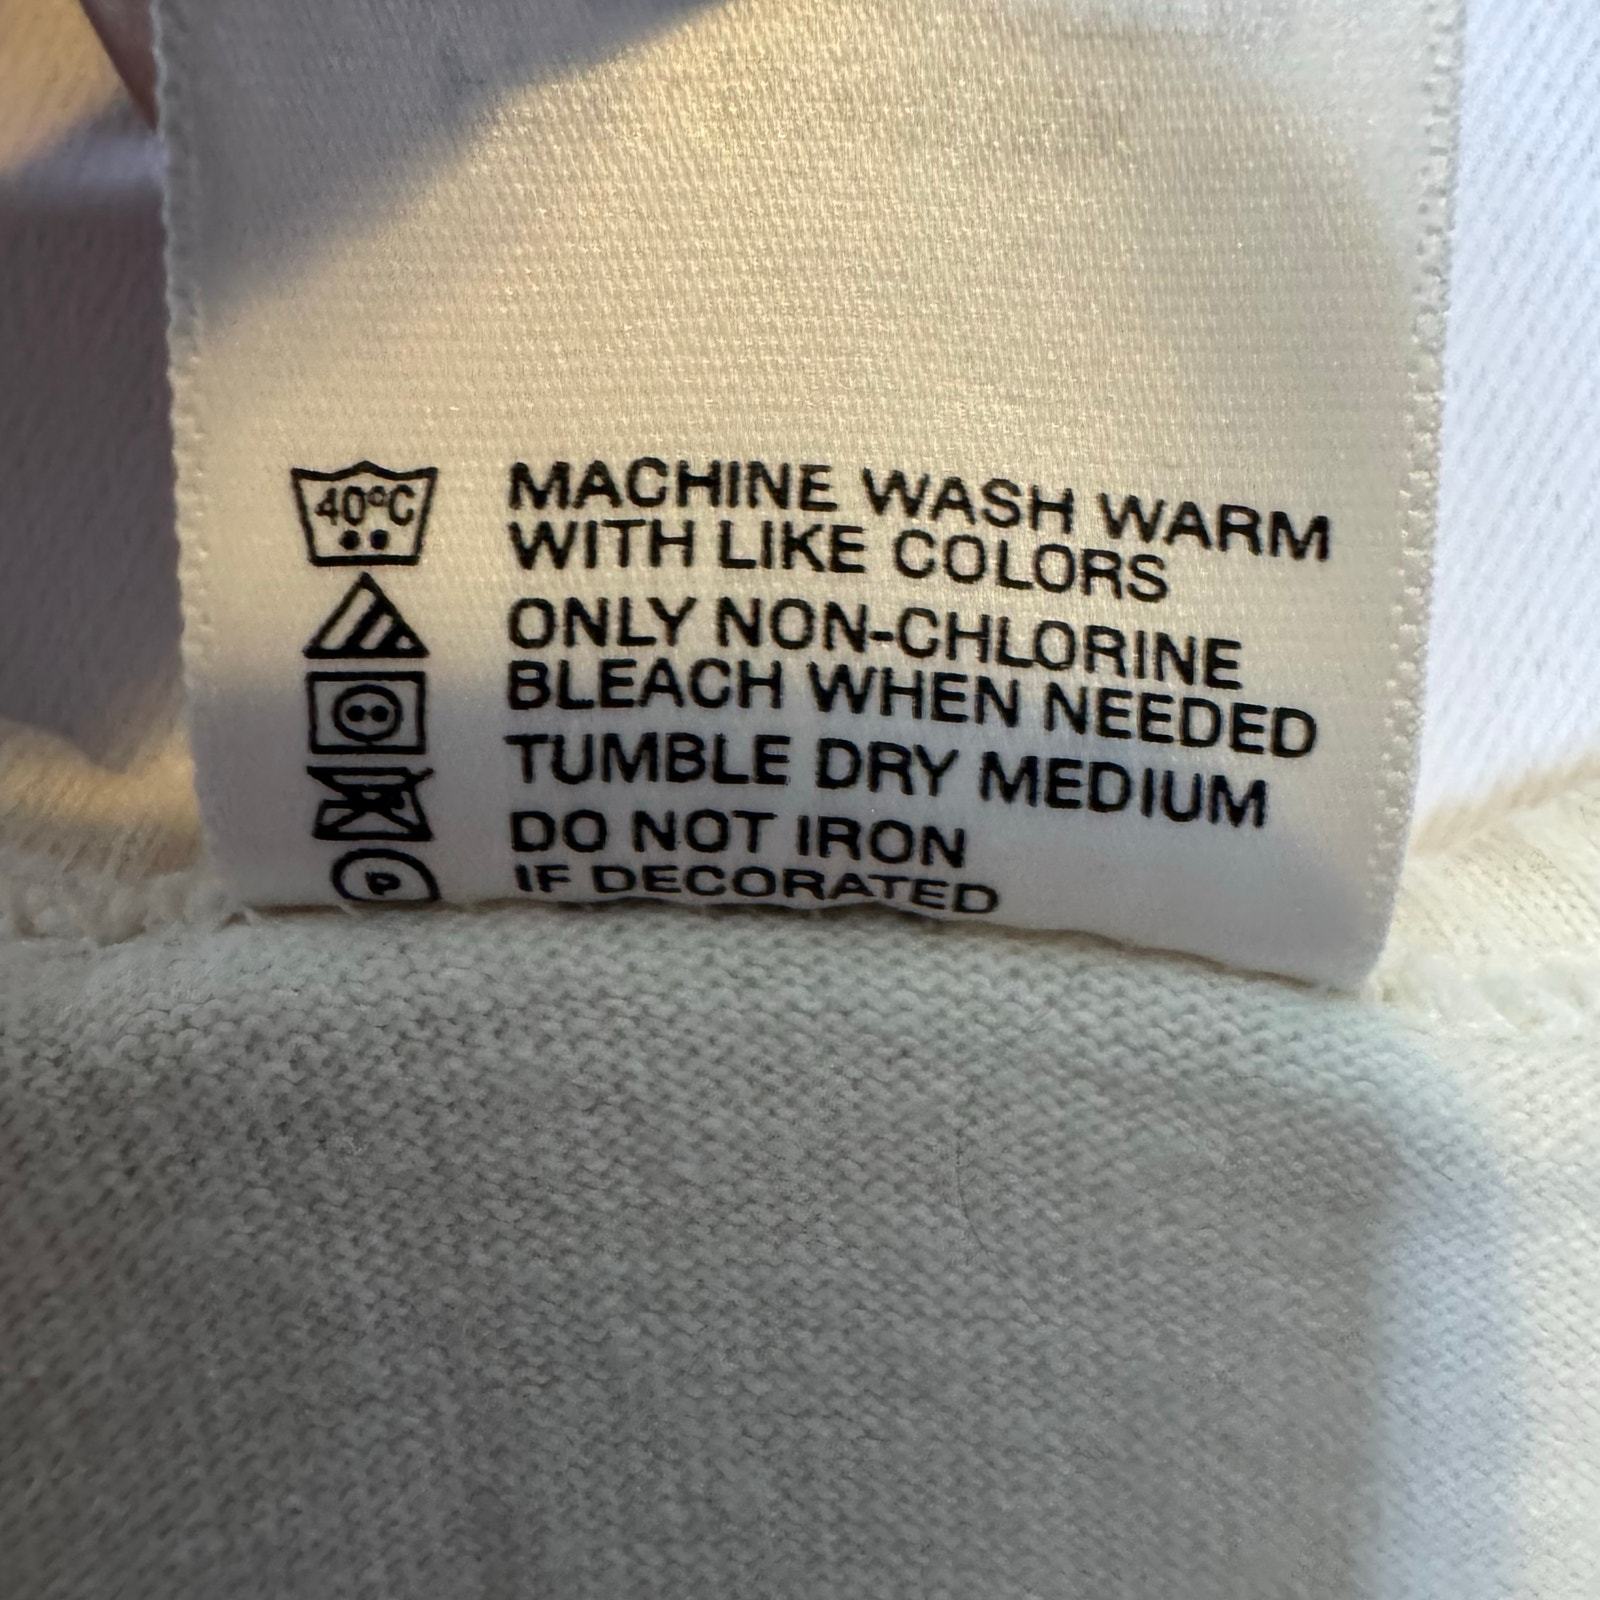 40°C MACHINE WASH WARM
WITH LIKE COLORS
ONLY NON-CHLORINE
BLEACH WHEN NEEDED
TUMBLE DRY MEDIUM
DO NOT IRON
P IF DECORATED